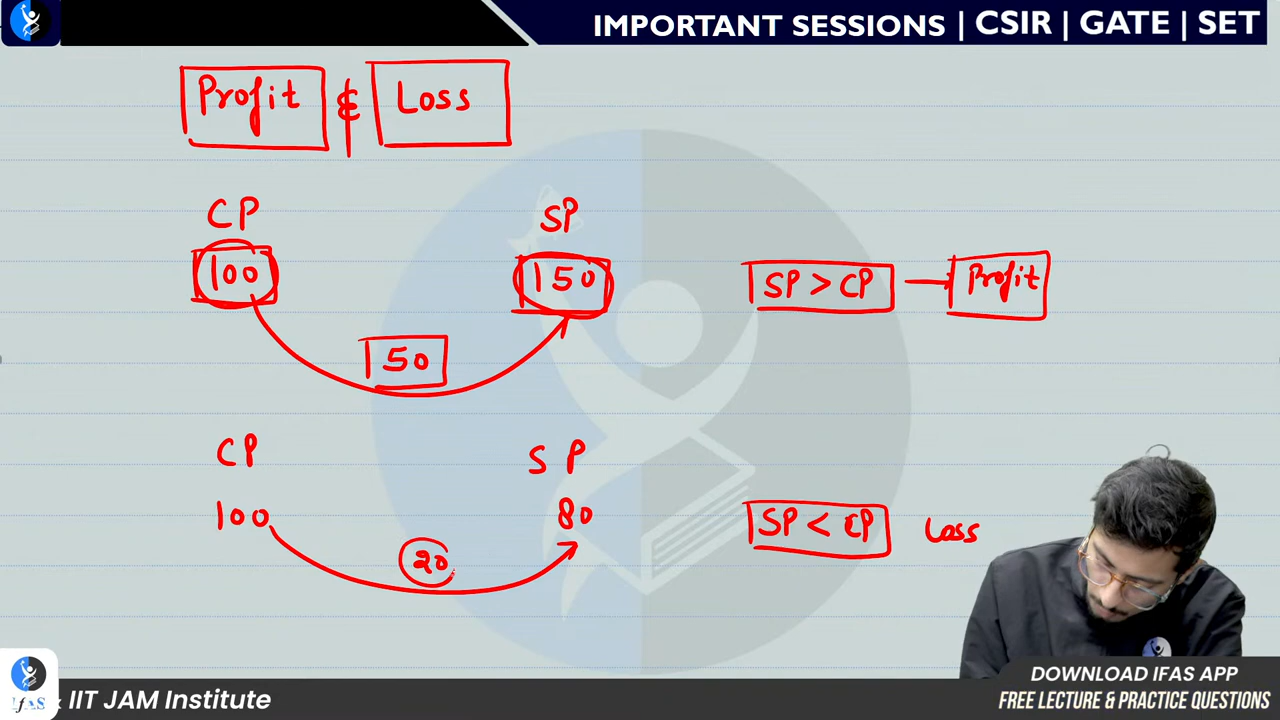 IMPORTANT SESSIONS | CSIR | GATE | SET
Profit & Loss
CP SP
100 150 SP > CP → Profit
50
CP SP
100 80 SP < CP Loss
20
DOWNLOAD IFAS APP
FREE LECTURE & PRACTICE QUESTIONS
IFAS
& IIT JAM Institute